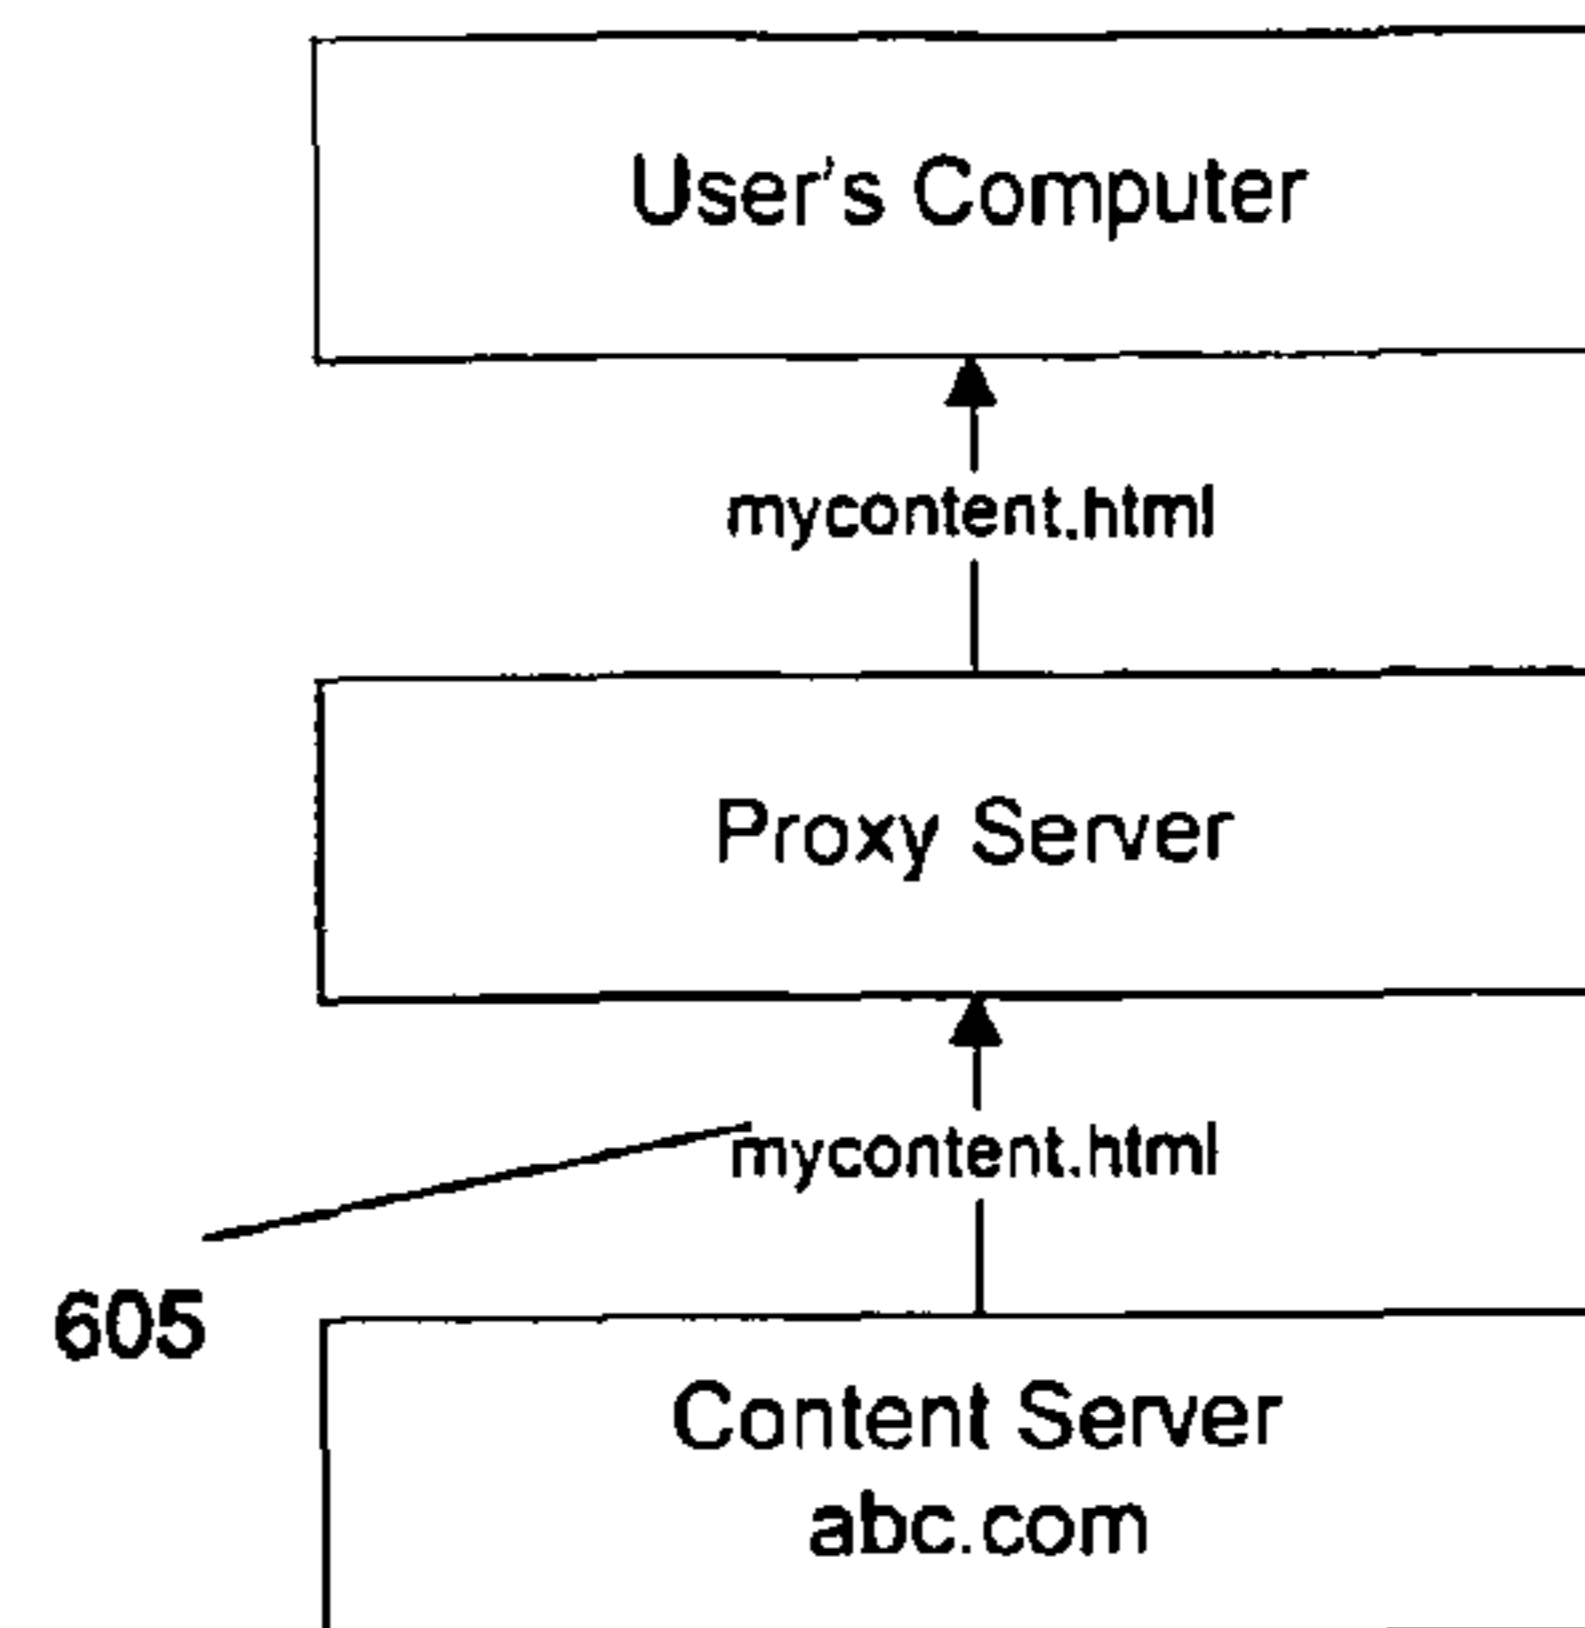 User's Computer
mycontent.html
Proxy Server
mycontent.html
605
Content Server
abc.com